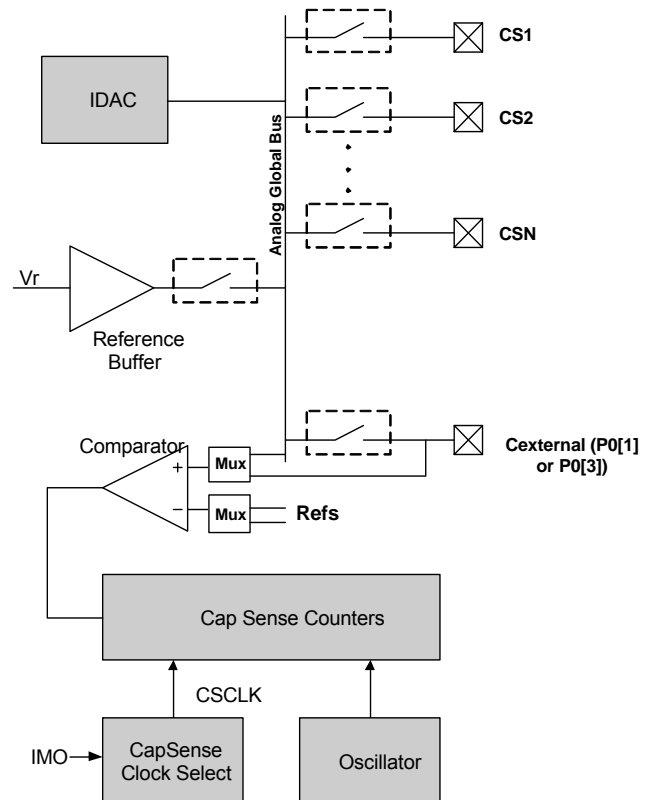 CS1
IDAC
CS2
Analog Global Bus
CSN
Vr
Reference
Buffer
Comparator
Cexternal (P0[1]
or P0[3])
+
Mux
−
Mux
Refs
Cap Sense Counters
CSCLK
IMO
CapSense
Clock Select
Oscillator